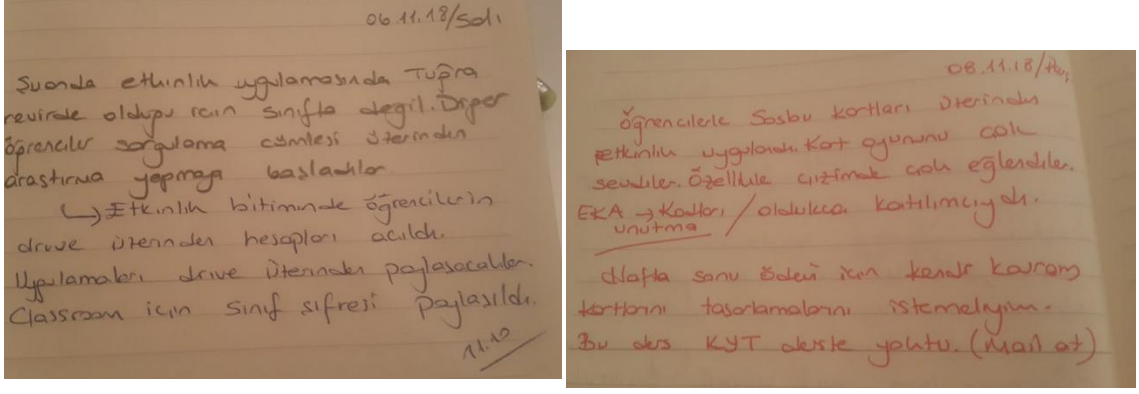 06.11.18/Salı
Şuanda etkinlik uygulamasında Tuğra
revirde olduğu için sınıfta değil. Diğer
öğrenciler sorgulama cümlesi üzerinden
araştırma yapmaya başladılar.
↳ Etkinlik bitiminde öğrencilerin
drive üzerinden hesapları açıldı.
Uygulamaları drive üzerinden paylaşacaklar.
Classroom için sınıf şifresi paylaşıldı.
11.10
08.11.18/Perş
Öğrencilerle Sosbu kartları üzerinden
etkinlik uygulandı. Kart oyununu çok
sevdiler. Özellikle çok eğlendiler.
EKA → Kartları / oldukça katılımcıydı.
unutma
Hafta sonu ödevi için kendi kavram
kartlarını tasarlamalarını istemeliyim.
Bu ders KYT derste yoktu. (Mail at)